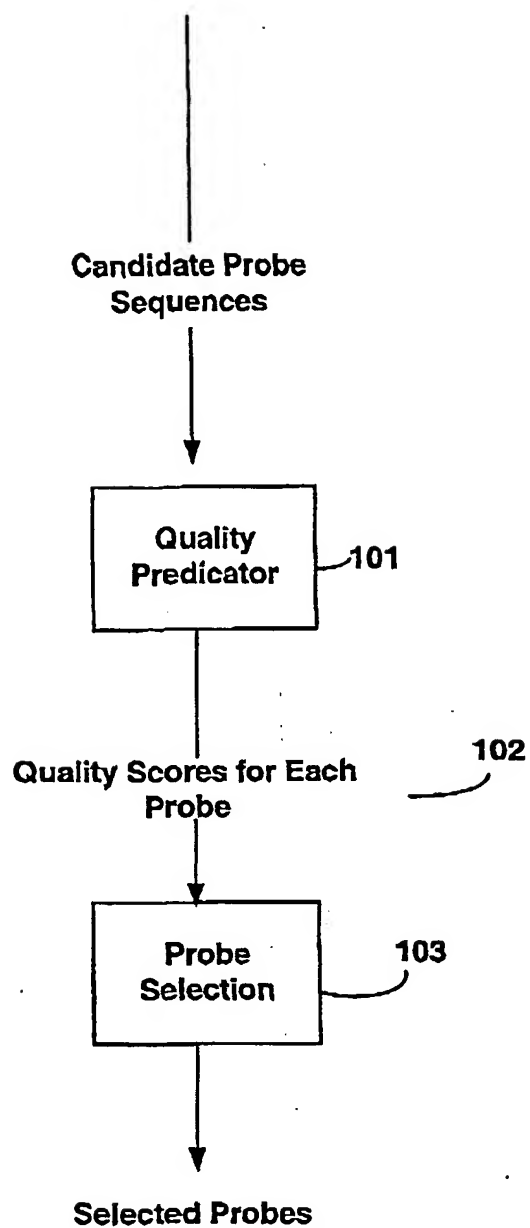 Candidate Probe
Sequences
Quality
Predicator
101
Quality Scores for Each
Probe
102
Probe
Selection
103
Selected Probes